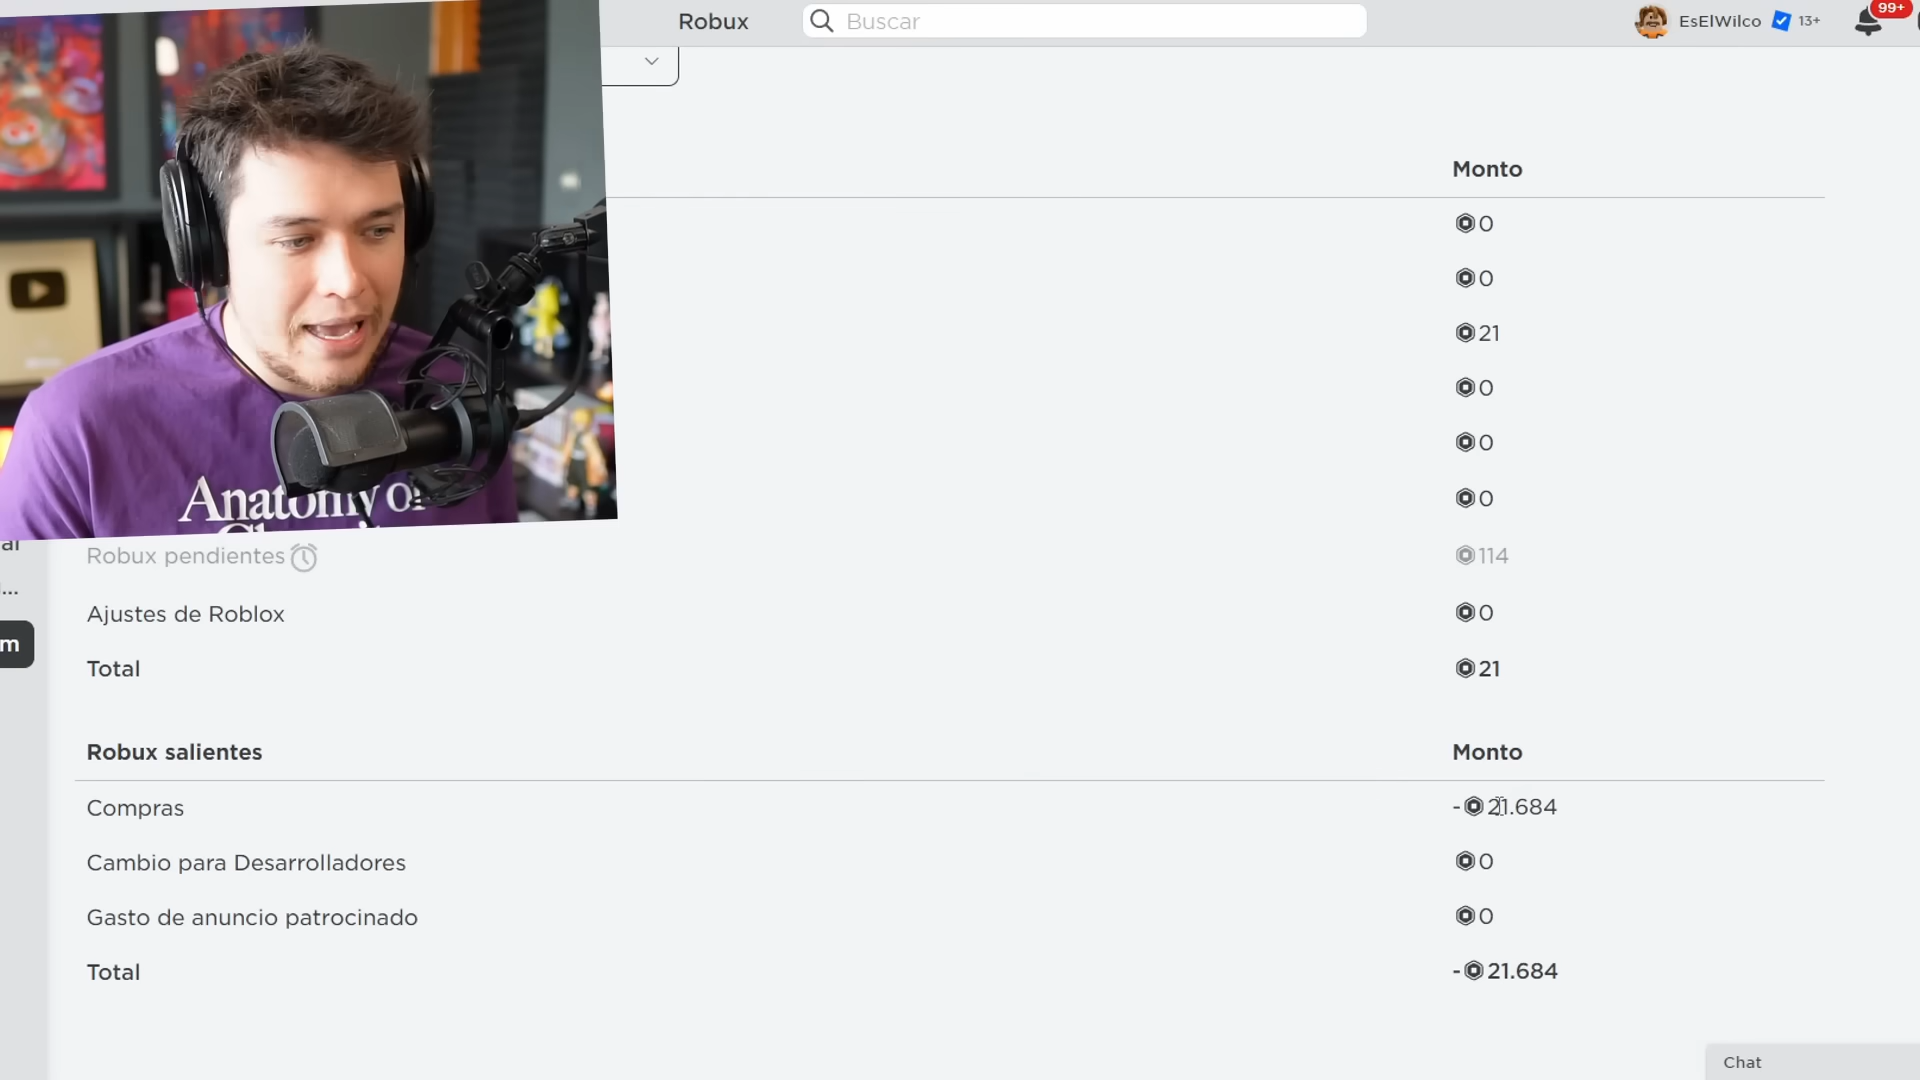 Robux
Buscar
EsElWilco
13+
99+
Monto
0
0
21
0
0
0
Anatomy of
al
...
m
Robux pendientes 114
Ajustes de Roblox 0
Total 21
Robux salientes Monto
Compras -21.684
Cambio para Desarrolladores 0
Gasto de anuncio patrocinado 0
Total -21.684
Chat